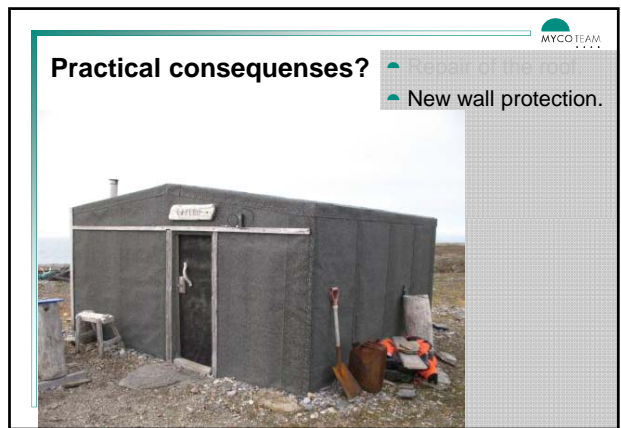 MYCOTEAM
Practical consequenses?
Repair of the roof
New wall protection.